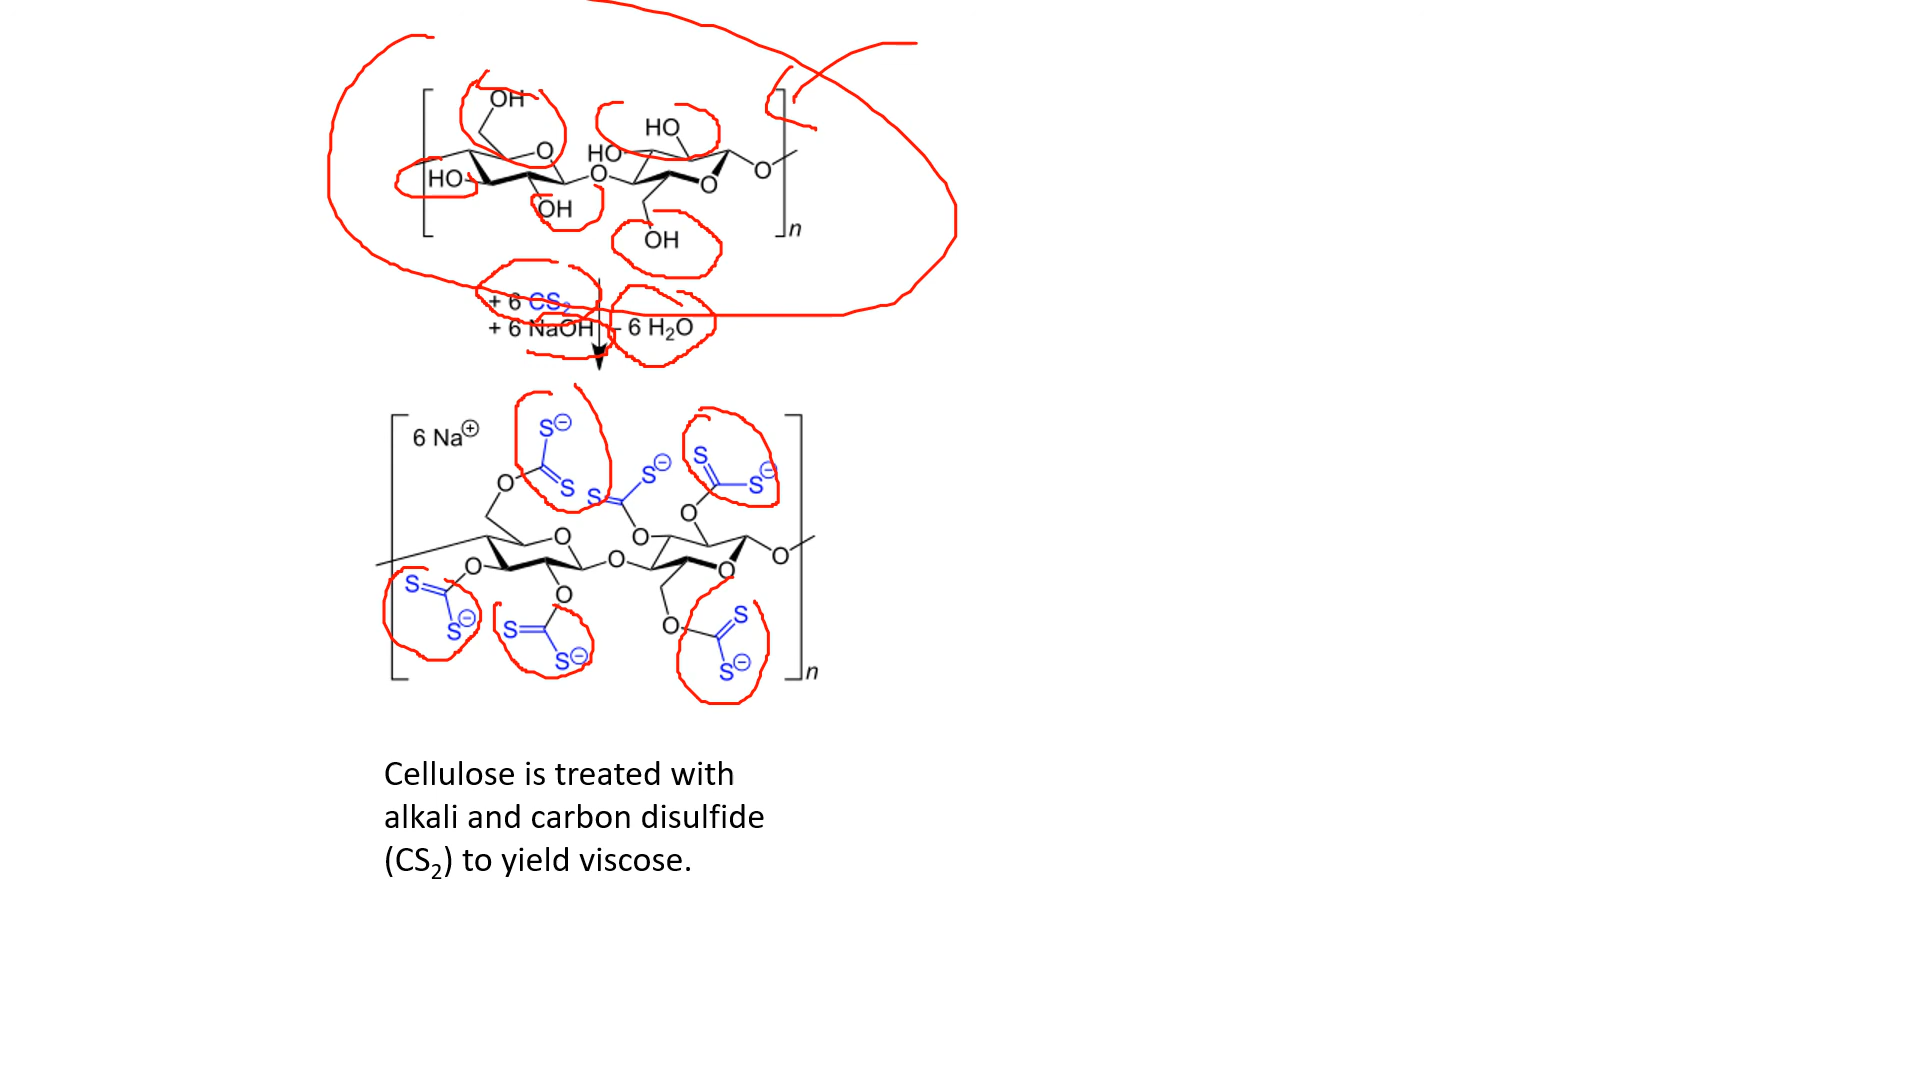 OH
HO
O
HO
O
O
HO
O
OH
OH
n
+ 6 CS₂
+ 6 NaOH
- 6 H₂O
6 Na⊕
S⊖
S
S⊖
S
S
S⊖
O
O
O
O
O
O
O
O
O
S
S⊖
O
S
S⊖
O
S
S⊖
n
Cellulose is treated with
alkali and carbon disulfide
(CS₂) to yield viscose.